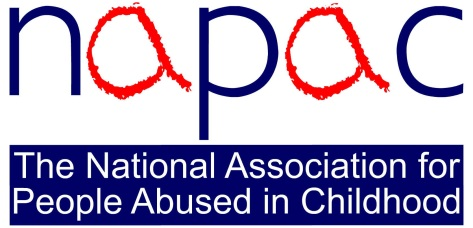 napac
The National Association for
People Abused in Childhood